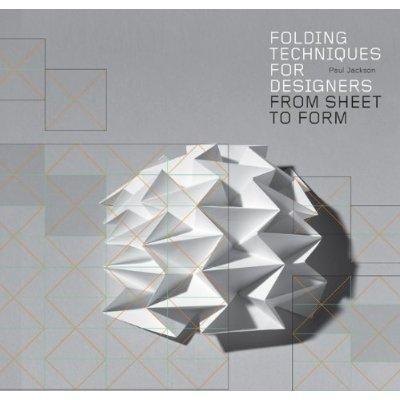 FOLDING
TECHNIQUES
FOR Paul Jackson
DESIGNERS
FROM SHEET
TO FORM